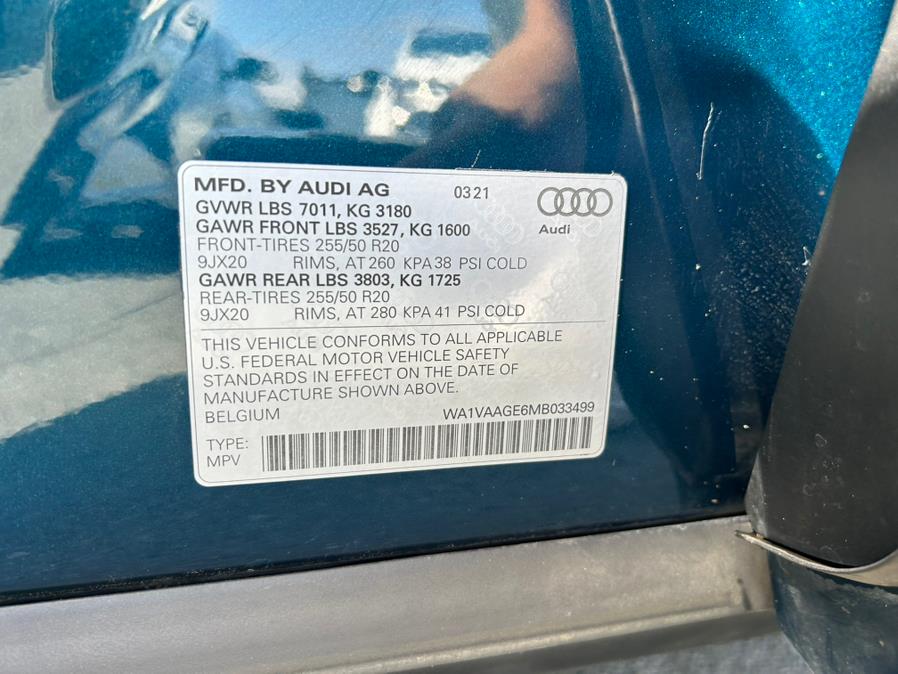 MFD. BY AUDI AG 03 21
GVWR LBS 7011, KG 3180
GAWR FRONT LBS 3527, KG 1600 Audi
FRONT-TIRES 255/50 R20
9JX20 RIMS, AT 260 KPA 38 PSI COLD
GAWR REAR LBS 3803, KG 1725
REAR-TIRES 255/50 R20
9JX20 RIMS, AT 280 KPA 41 PSI COLD
THIS VEHICLE CONFORMS TO ALL APPLICABLE
U.S. FEDERAL MOTOR VEHICLE SAFETY
STANDARDS IN EFFECT ON THE DATE OF
MANUFACTURE SHOWN ABOVE.
BELGIUM WA1VAAGE6MB033499
TYPE:
MPV